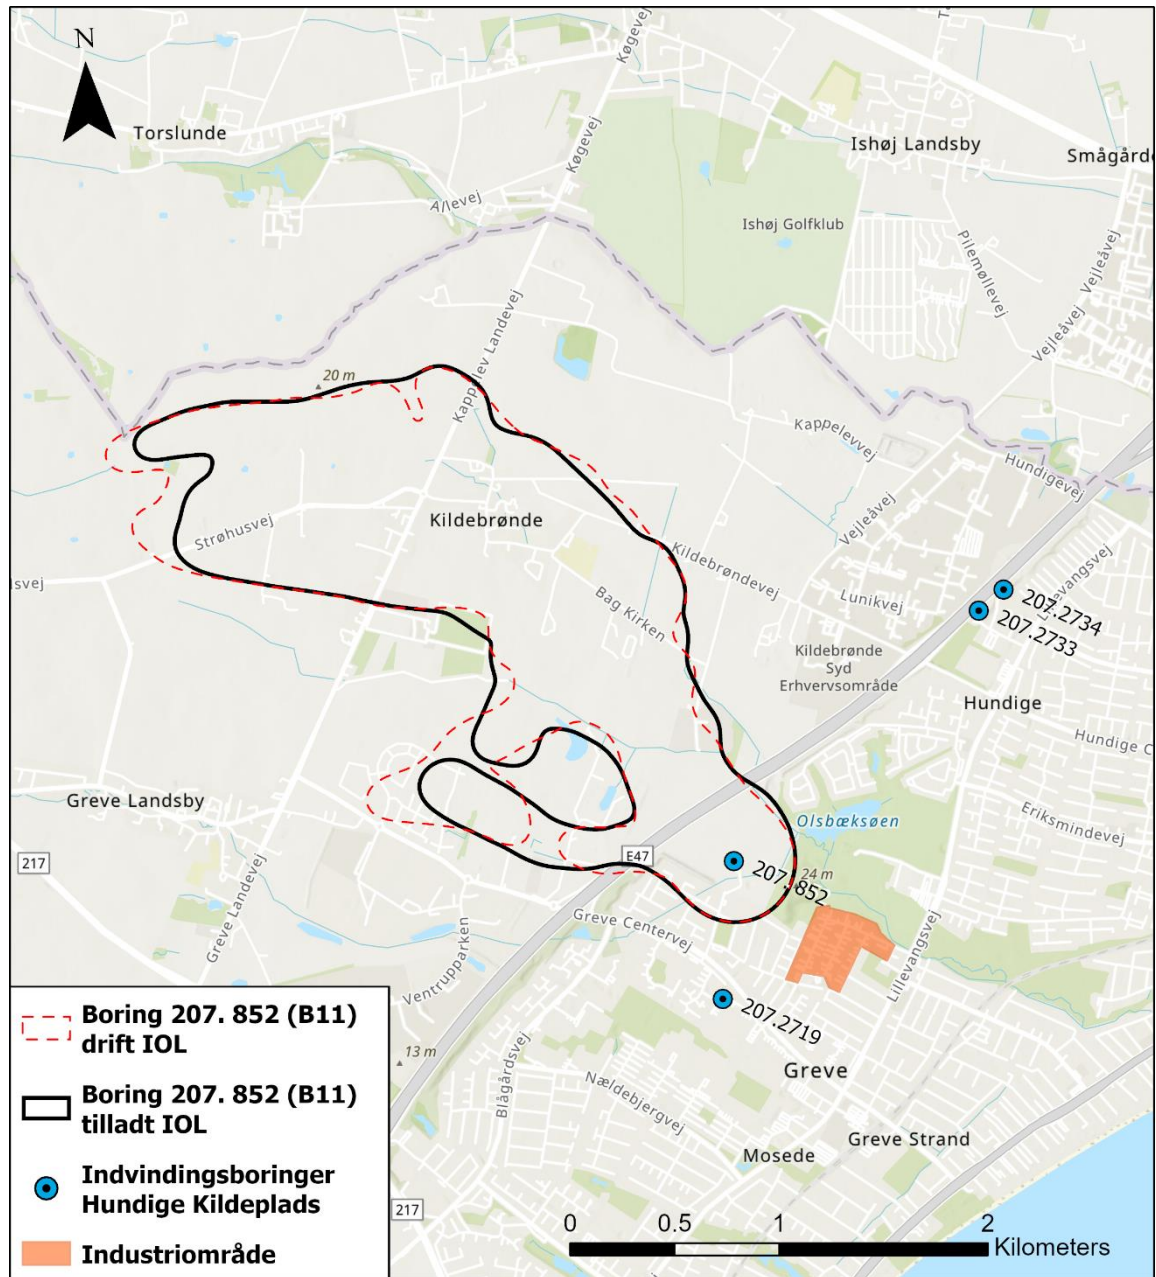 N
Torslunde
Køgevej
Køgevej
Ishøj Landsby
Smågårde
Allevej
Ishøj Golfklub
Pilemøllevej
Vejleåvej
Vejleåvej
20 m
Kappelev Landevej
Kappelevvej
Hundigevej
Kildebrønde
Strøhusvej
Vejleåvej
Kildebrøndevej
lsvej
Lunikvej
Bag Kirken
Lillevangsvej
207.2734
207.2733
Kildebrønde
Syd
Erhvervsområde
Hundige
Hundige C
Greve Landsby
Olsbæksøen
Eriksmindevej
217
E47
24 m
207. 852
Greve Landevej
Greve Centervej
Lillevangsvej
Ventrupparken
207.2719
13 m
Greve
Blågårdsvej
Nældebjergvej
Greve Strand
Mosede
217
Boring 207. 852 (B11)
drift IOL
Boring 207. 852 (B11)
tilladt IOL
Indvindingsboringer
Hundige Kildeplads
Industriområde
0 0.5 1 2
Kilometers